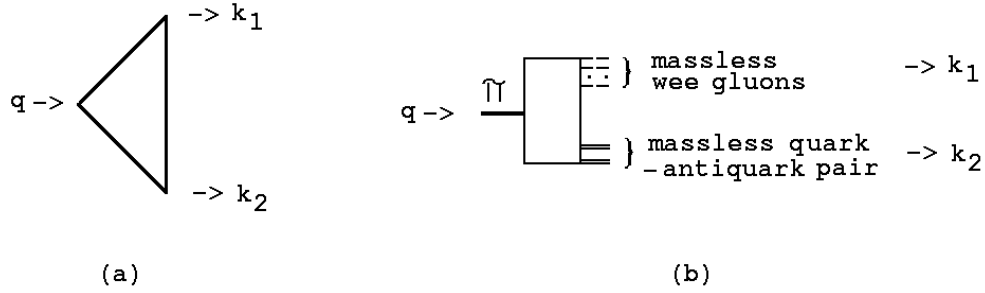 -> k1
q ->
-> k2
(a)
q ->
π̃
} massless
wee gluons
-> k1
} massless quark
-antiquark pair
-> k2
(b)